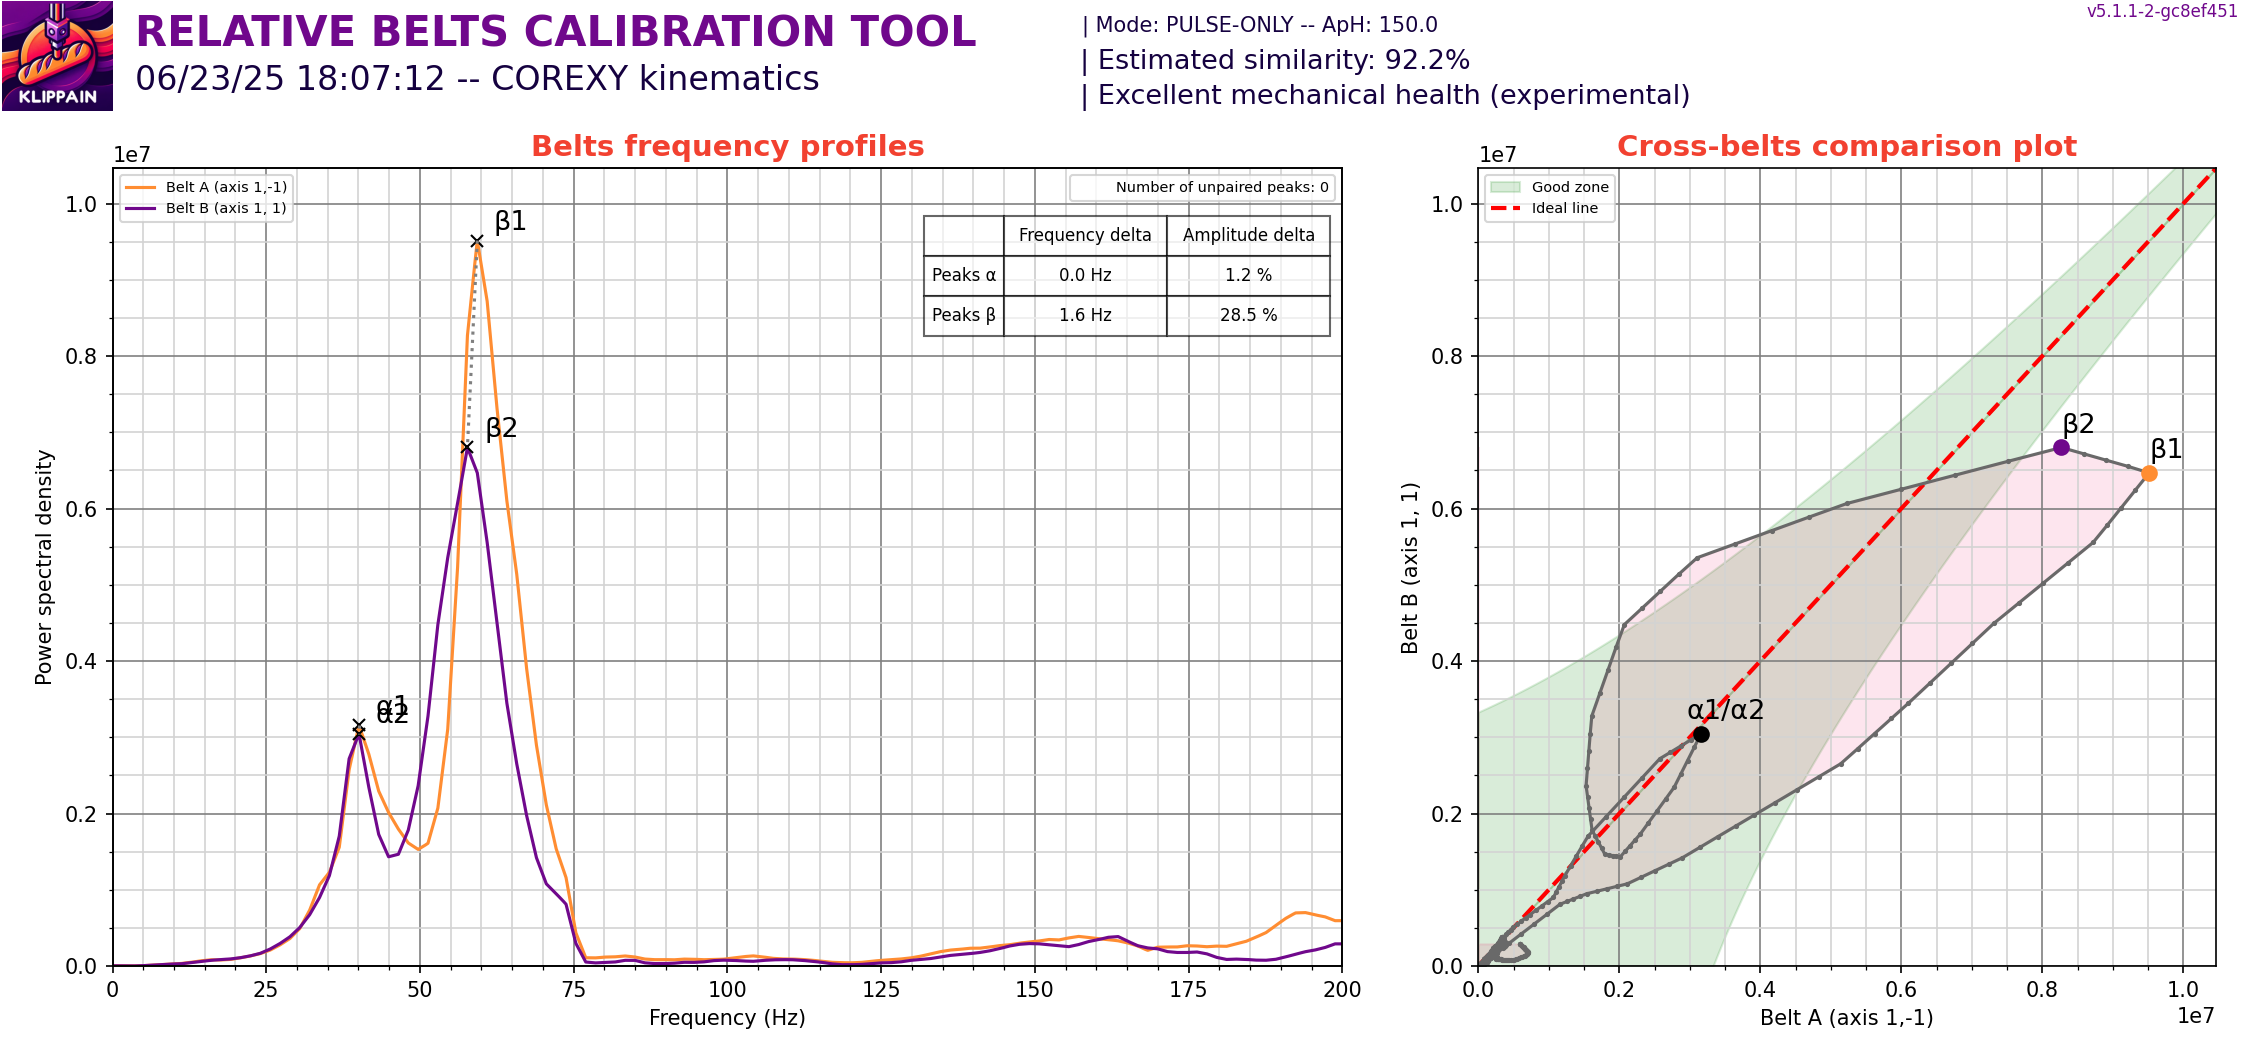 KLIPPAIN
RELATIVE BELTS CALIBRATION TOOL
06/23/25 18:07:12 -- COREXY kinematics
| Mode: PULSE-ONLY -- ApH: 150.0
| Estimated similarity: 92.2%
| Excellent mechanical health (experimental)
v5.1.1-2-gc8ef451
Belts frequency profiles
1e7
Belt A (axis 1,-1)
Belt B (axis 1, 1)
Number of unpaired peaks: 0
Frequency delta Amplitude delta
Peaks α 0.0 Hz 1.2 %
Peaks β 1.6 Hz 28.5 %
β1
β2
α1
α2
1.0
0.8
0.6
0.4
0.2
0.0
Power spectral density
0 25 50 75 100 125 150 175 200
Frequency (Hz)
Cross-belts comparison plot
1e7
Good zone
Ideal line
β2
β1
α1/α2
1.0
0.8
0.6
0.4
0.2
0.0
Belt B (axis 1, 1)
0.0 0.2 0.4 0.6 0.8 1.0
1e7
Belt A (axis 1,-1)